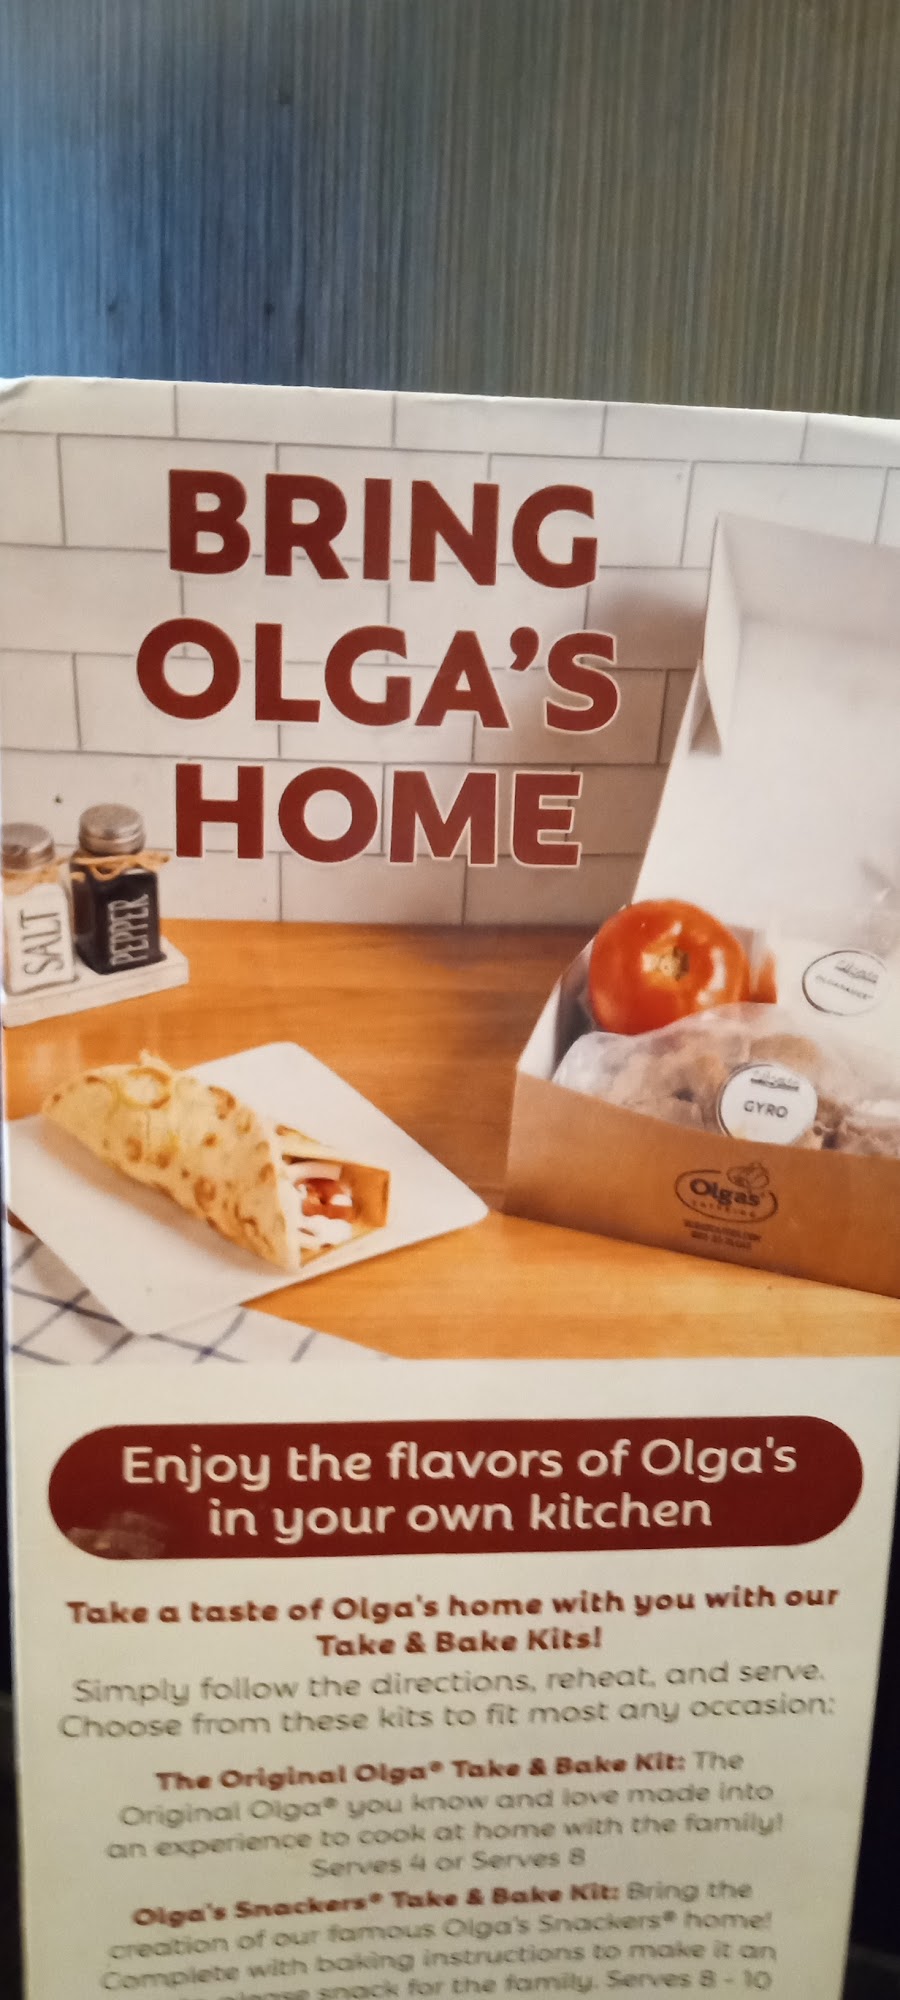 BRING
OLGA'S
HOME
SALT
PEPPER
GYRO
Olga's
CATERING
Enjoy the flavors of Olga's
in your own kitchen
Take a taste of Olga's home with you with our
Take & Bake Kits!
Simply follow the directions, reheat, and serve.
Choose from these kits to fit most any occasion:
The Original Olga® Take & Bake Kit: The
Original Olga® you know and love made into
an experience to cook at home with the family!
Serves 4 or Serves 8
Olga's Snackers® Take & Bake Kit: Bring the
creation of our famous Olga's Snackers® home!
Complete with baking instructions to make it an
please snack for the family. Serves 8 - 10